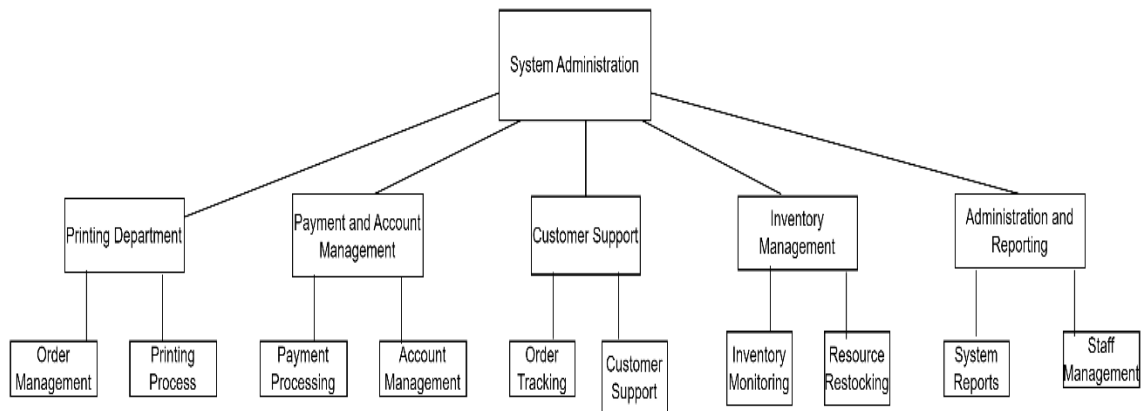 System Administration
Printing Department
Payment and Account
Management
Customer Support
Inventory
Management
Administration and
Reporting
Order
Management
Printing
Process
Payment
Processing
Account
Management
Order
Tracking
Customer
Support
Inventory
Monitoring
Resource
Restocking
System
Reports
Staff
Management